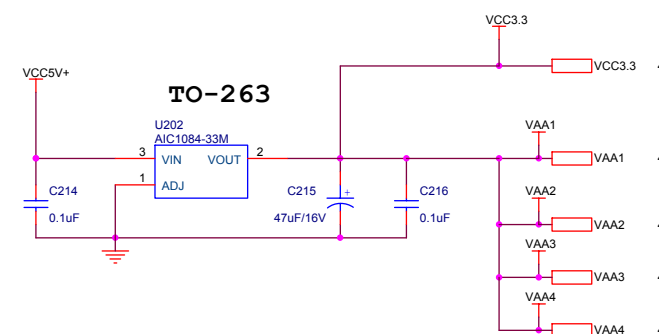 VCC3.3
VCC3.3
VCC5V+
TO-263
U202
AIC1084-33M
3 VIN VOUT 2
1 ADJ
C214
0.1uF
C215
+
47uF/16V
C216
0.1uF
VAA1
VAA1
VAA2
VAA2
VAA3
VAA3
VAA4
VAA4